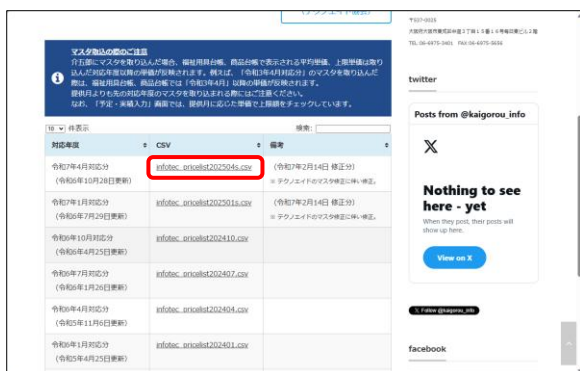 (テクノエイド協会)
マスタ取込の際のご注意
介五郎にマスタを取り込んだ場合、福祉用具台帳、商品台帳で表示される平均単価、上限単価は取り
込んだ対応年度以降の単価が反映されます。例えば、「令和3年4月対応分」のマスタを取り込んだ
際は、福祉用具台帳、商品台帳では「令和3年4月」以降の単価が反映されます。
提供月よりも先の対応年度のマスタを取り込まれる際にはご注意ください。
なお、「予定・実績入力」画面では、提供月に応じた単価で上限額をチェックしています。
10 件表示
検索:
対応年度 CSV 備考
令和7年4月対応分
(令和6年10月28日更新)
infotec_pricelist202504s.csv
(令和7年2月14日 修正分)
※ テクノエイドのマスタ修正に伴い修正。
令和7年1月対応分
(令和6年7月29日更新)
infotec_pricelist202501s.csv
(令和7年2月14日 修正分)
※ テクノエイドのマスタ修正に伴い修正。
令和6年10月対応分
(令和6年4月25日更新)
infotec_pricelist202410.csv
令和6年7月対応分
(令和6年1月26日更新)
infotec_pricelist202407.csv
令和6年4月対応分
(令和5年11月6日更新)
infotec_pricelist202404.csv
令和6年1月対応分
(令和5年4月25日更新)
infotec_pricelist202401.csv
〒537-0025
TEL:06-6975-3401 FAX:06-6975-5656
twitter
Posts from @kaigorou_info
X
Nothing to see
here - yet
When they post, their posts will
show up here.
View on X
X Follow @kaigorou_info
facebook